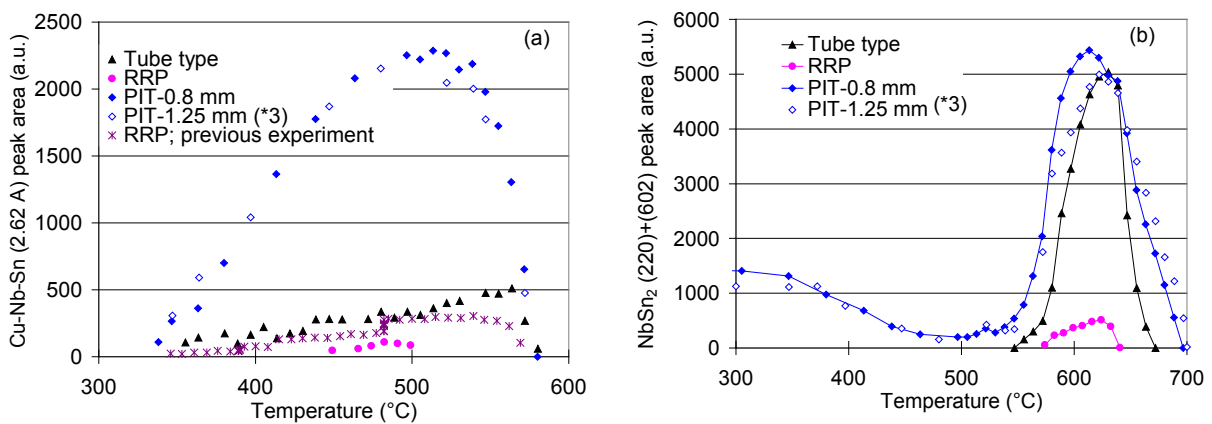 (a)
Cu-Nb-Sn (2.62 A) peak area (a.u.)
2500
2000
1500
1000
500
0
Tube type
RRP
PIT-0.8 mm
PIT-1.25 mm (*3)
RRP; previous experiment
300 400 500 600
Temperature (°C)
(b)
NbSn2 (220)+(602) peak area (a.u.)
6000
5000
4000
3000
2000
1000
0
Tube type
RRP
PIT-0.8 mm
PIT-1.25 mm (*3)
300 400 500 600 700
Temperature (°C)